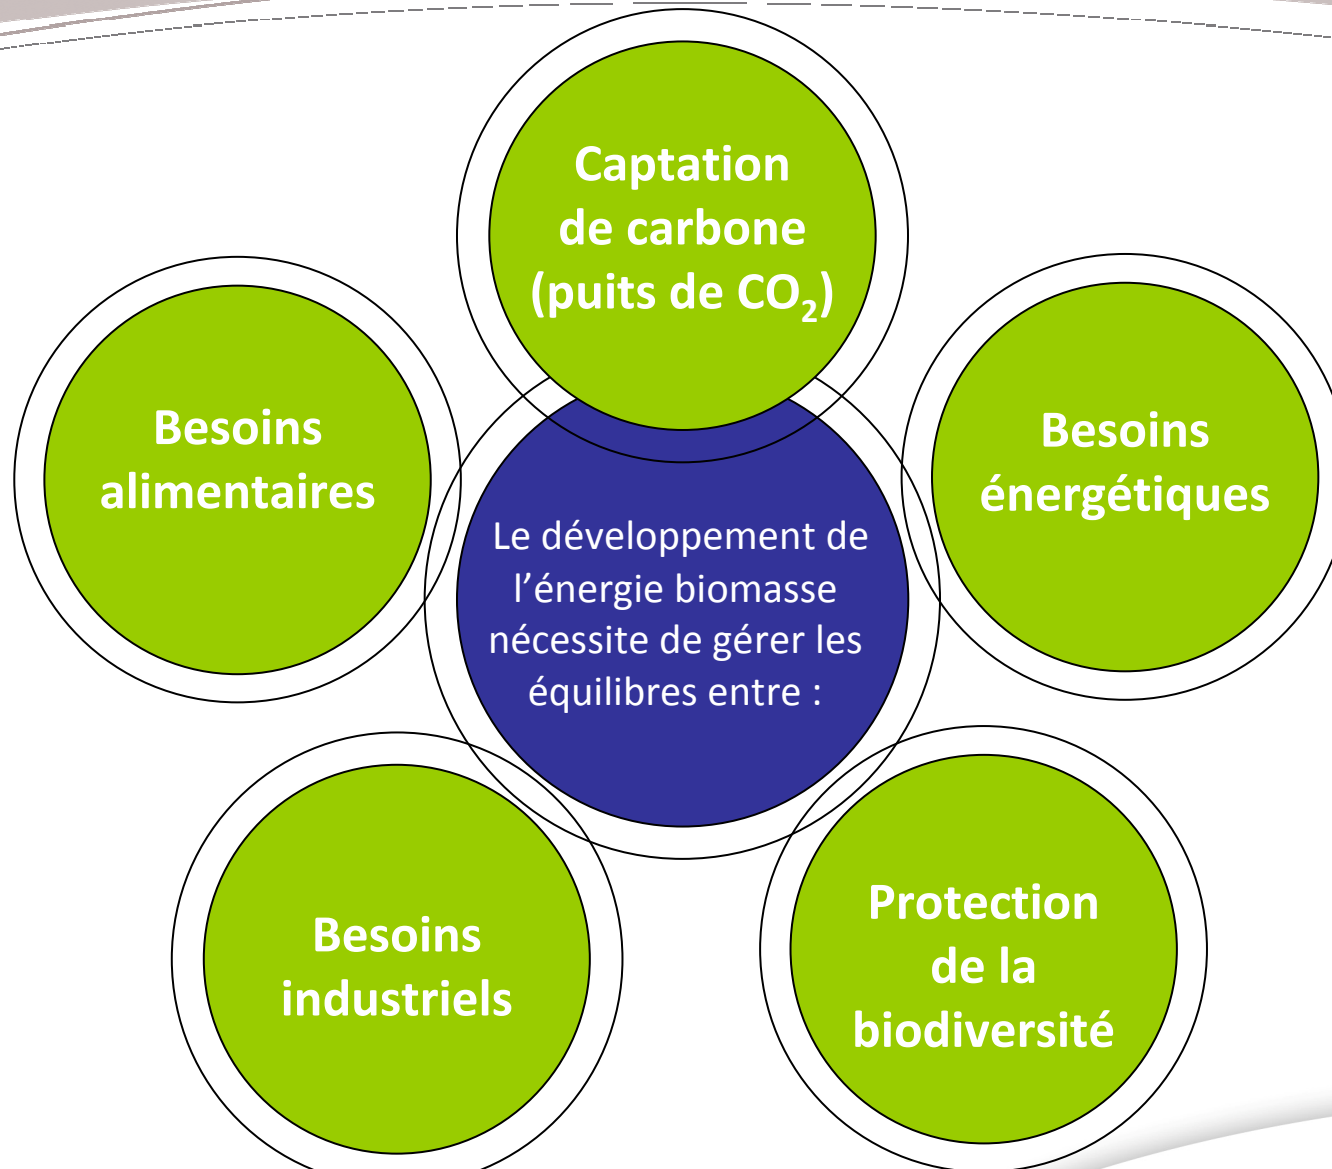 Captation
de carbone
(puits de CO₂)
Besoins
alimentaires
Besoins
énergétiques
Le développement de
l’énergie biomasse
nécessite de gérer les
équilibres entre :
Besoins
industriels
Protection
de la
biodiversité